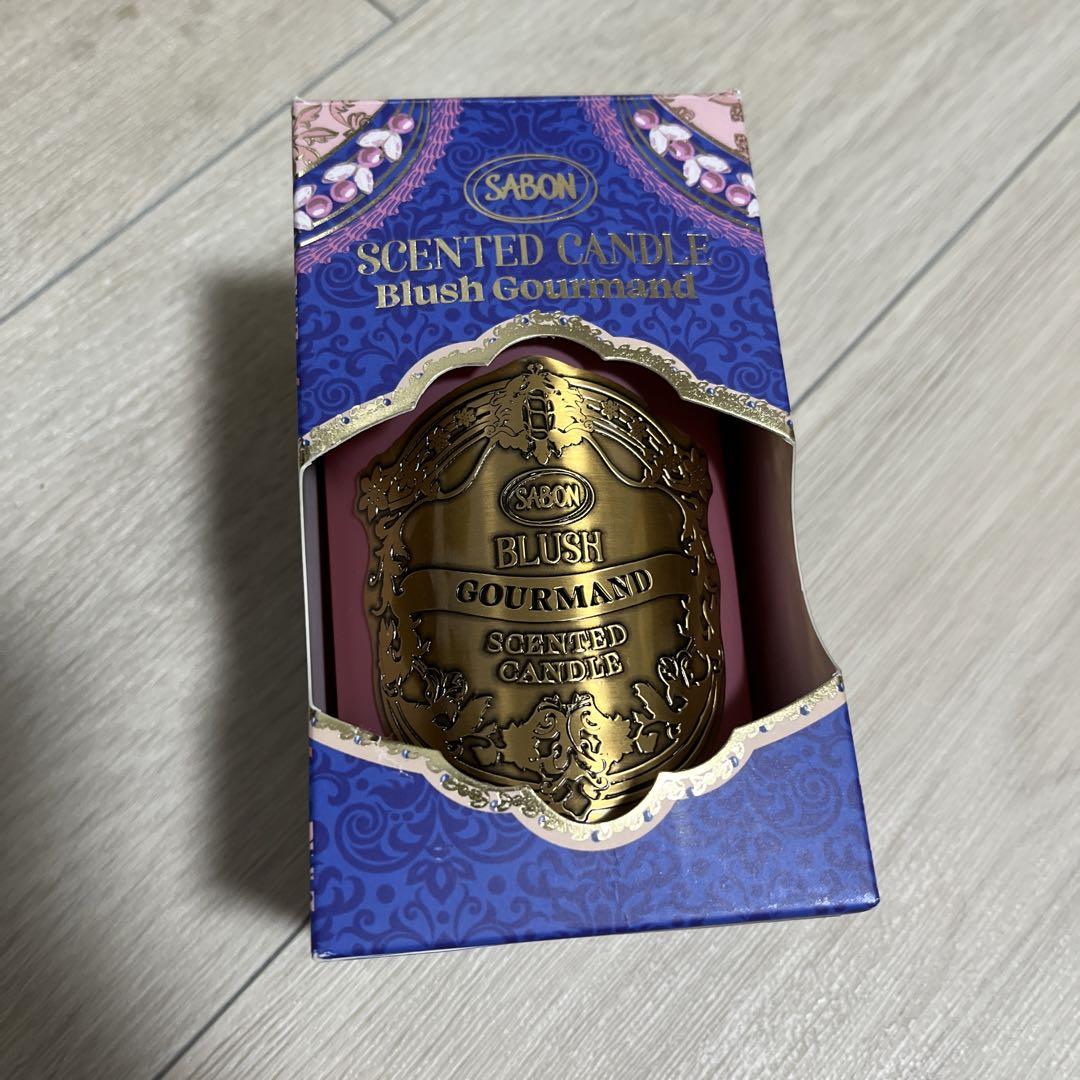 SABON
SCENTED CANDLE
Blush Gourmand
SABON
BLUSH
GOURMAND
SCENTED
CANDLE